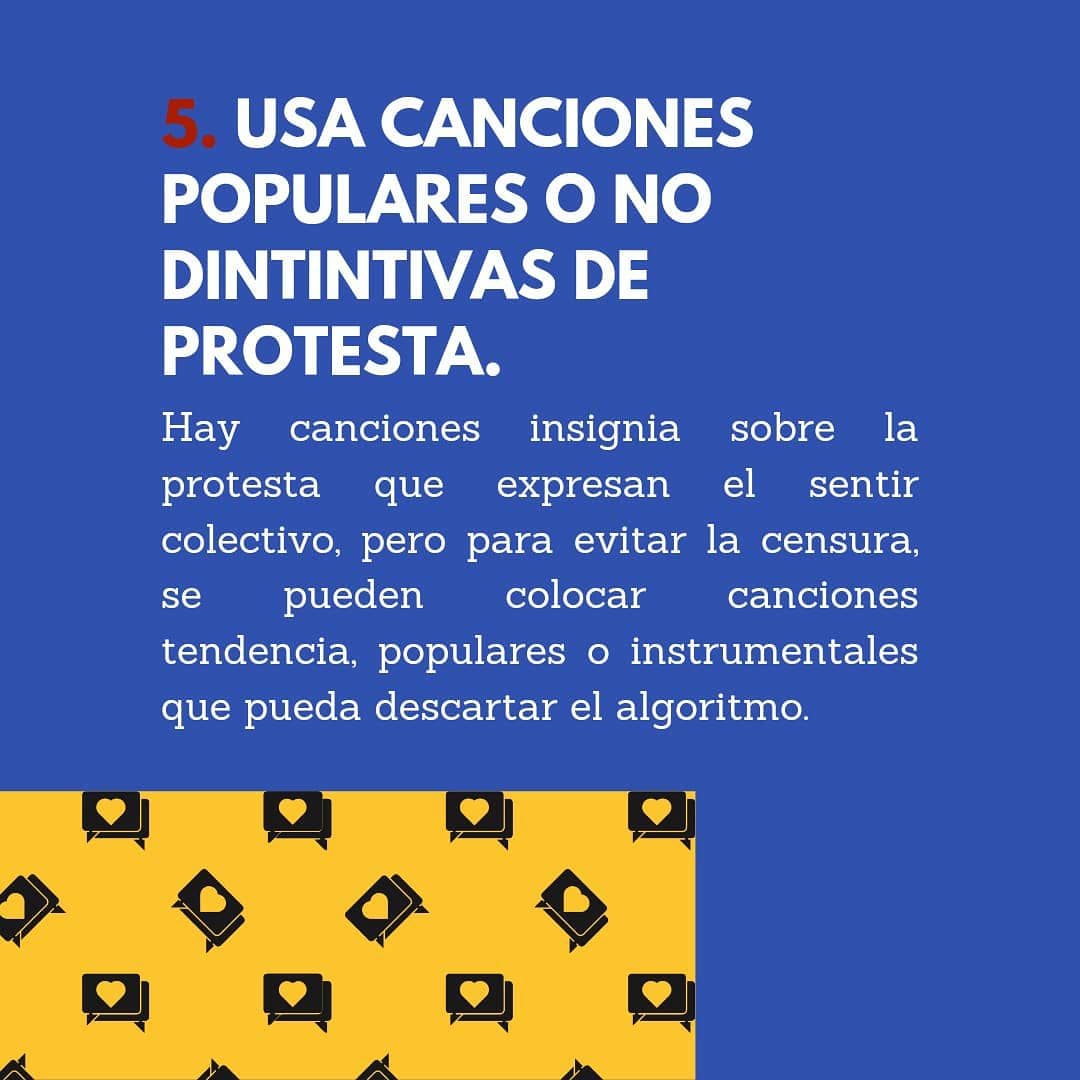 5. USA CANCIONES
POPULARES O NO
DINTINTIVAS DE
PROTESTA.
Hay canciones insignia sobre la
protesta que expresan el sentir
colectivo, pero para evitar la censura,
se pueden colocar canciones
tendencia, populares o instrumentales
que pueda descartar el algoritmo.